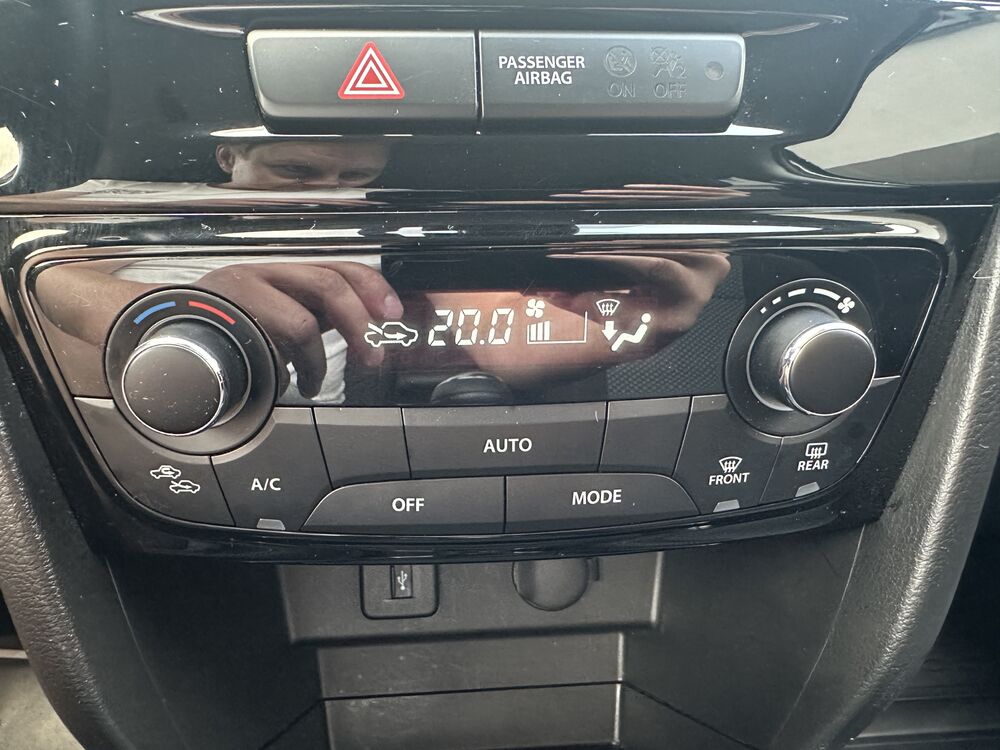 PASSENGER
AIRBAG
ON OFF
20.0
AUTO
A/C
OFF
MODE
FRONT
REAR